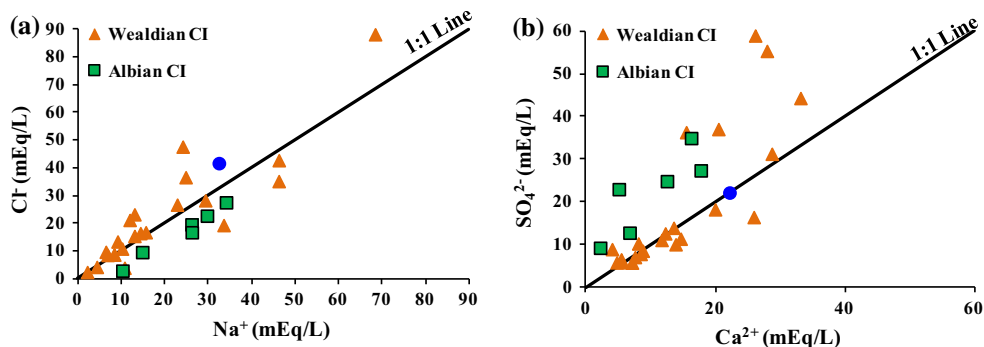 (a)
Wealdian CI
Albian CI
1:1 Line
90
80
70
60
50
40
30
20
10
0
Cl⁻ (mEq/L)
0 10 20 30 40 50 60 70 80 90
Na⁺ (mEq/L)
(b)
Wealdian CI
Albian CI
1:1 Line
60
50
40
30
20
10
0
SO₄²⁻ (mEq/L)
0 20 40 60
Ca²⁺ (mEq/L)